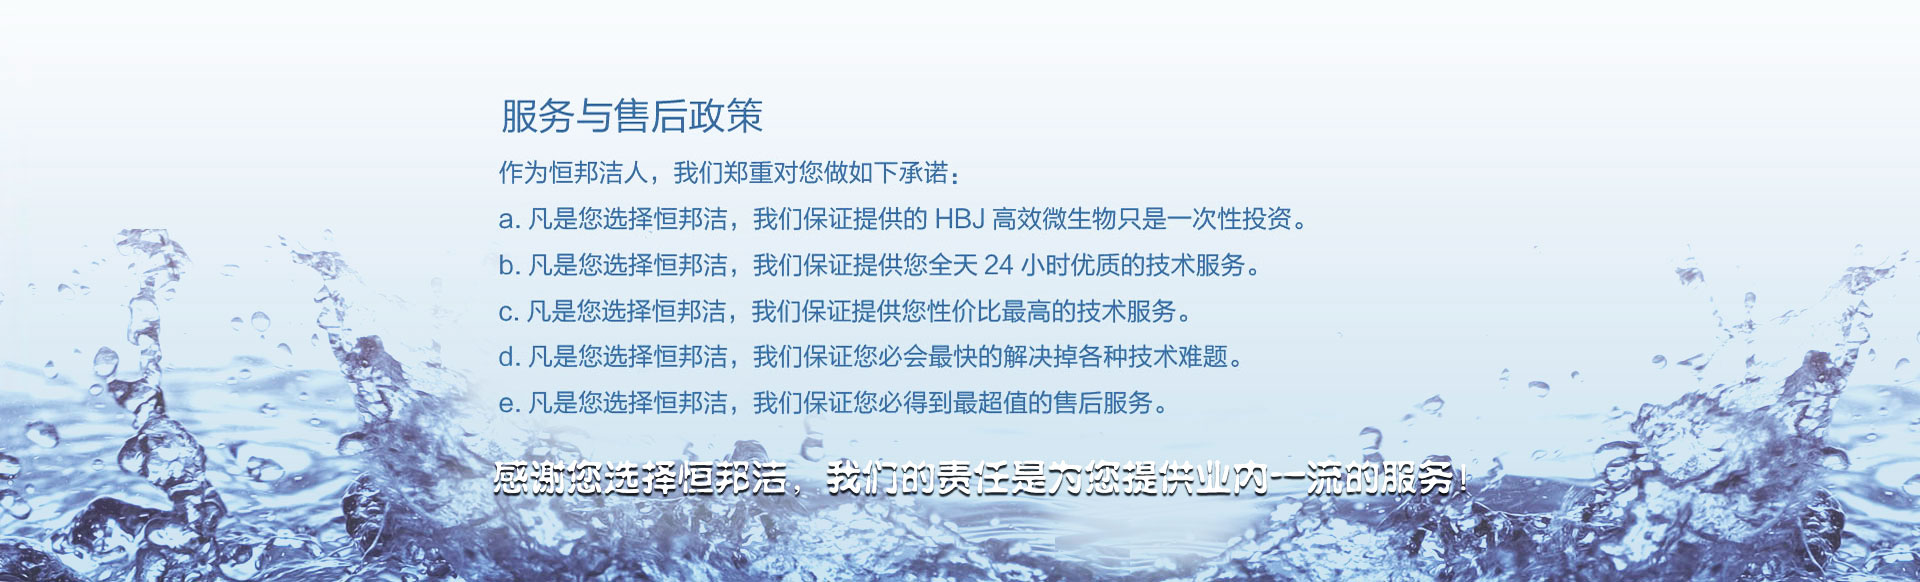 服务与售后政策
作为恒邦洁人，我们郑重对您做如下承诺：
a. 凡是您选择恒邦洁，我们保证提供的 HBJ 高效微生物只是一次性投资。
b. 凡是您选择恒邦洁，我们保证提供您全天 24 小时优质的技术服务。
c. 凡是您选择恒邦洁，我们保证提供您性价比最高的技术服务。
d. 凡是您选择恒邦洁，我们保证您必会最快的解决掉各种技术难题。
e. 凡是您选择恒邦洁，我们保证您必得到最超值的售后服务。
感谢您选择恒邦洁，我们的责任是为您提供业内一流的服务！